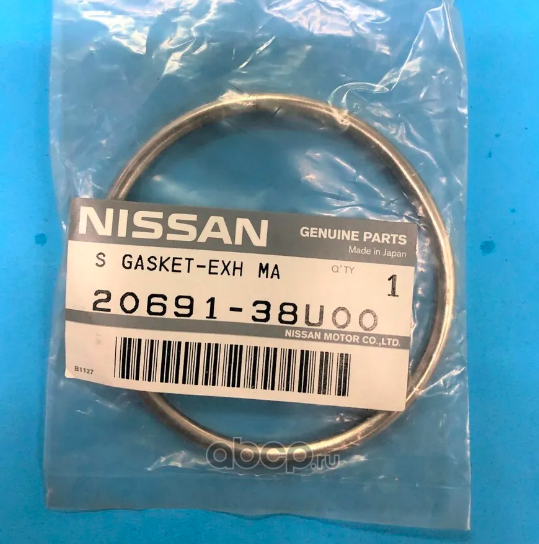 NISSAN GENUINE PARTS
Made in Japan
S GASKET-EXH MA Q'TY 1
20691-38U00
NISSAN MOTOR CO.,LTD.
B1127
abcp.ru